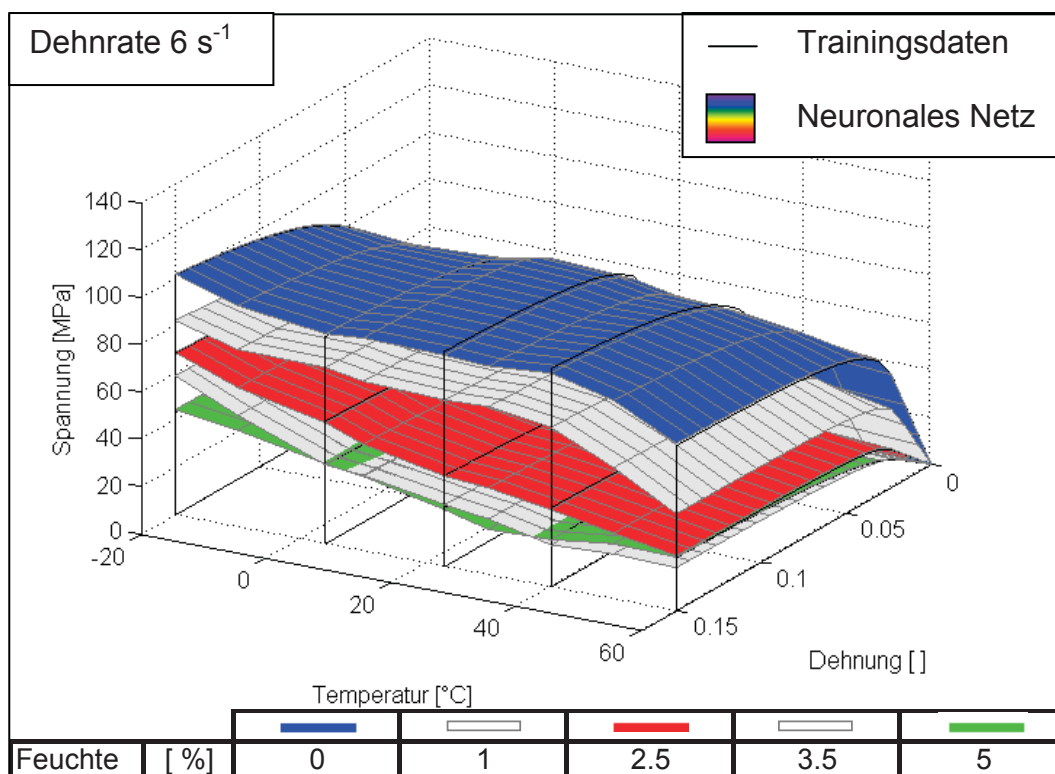 Dehnrate 6 s⁻¹
Trainingsdaten
Neuronales Netz
Spannung [MPa]
140
120
100
80
60
40
20
0
-20
0
20
40
60
Temperatur [°C]
0
0.05
0.1
0.15
Dehnung [ ]
Feuchte [ %] 0 1 2.5 3.5 5